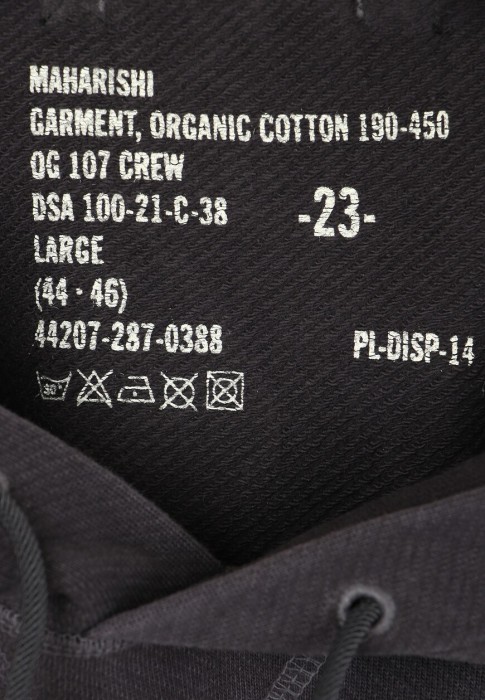 MAHARISHI
GARMENT, ORGANIC COTTON 190-450
OG 107 CREW
DSA 100-21-C-38 -23-
LARGE
(44 · 46)
44207-287-0388 PL-DISP-14
30°